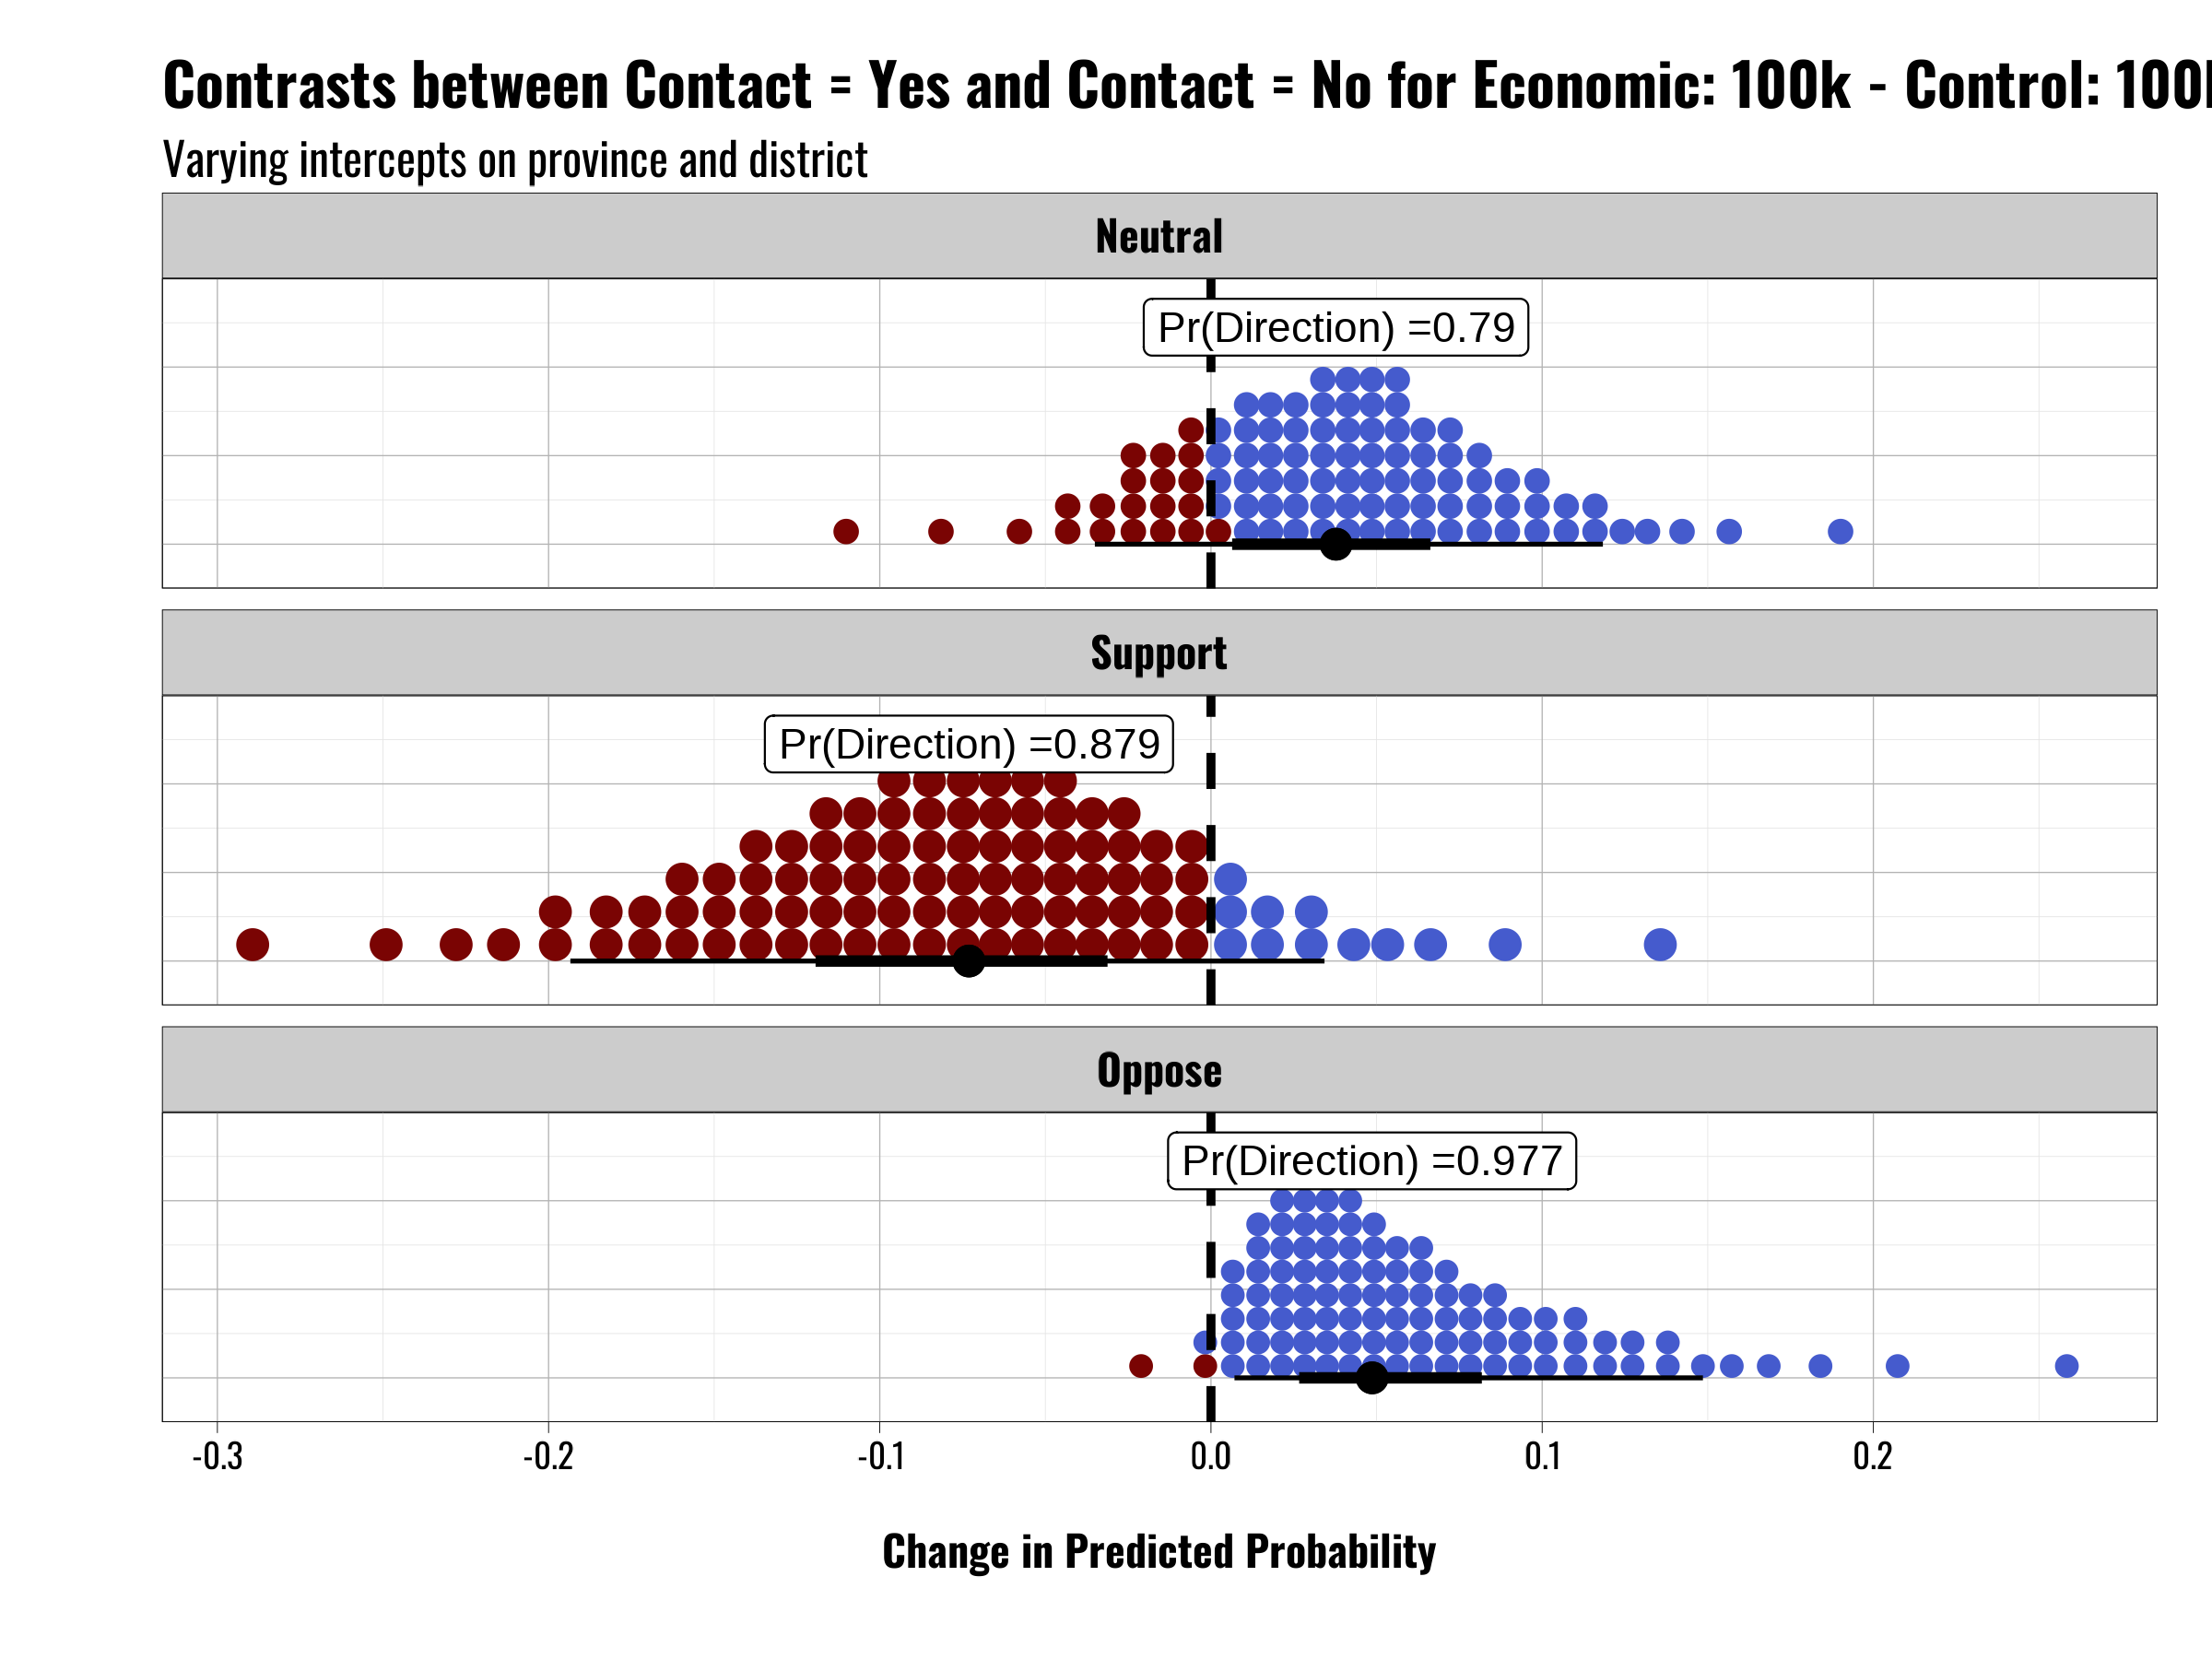 Contrasts between Contact = Yes and Contact = No for Economic: 100k - Control: 100
Varying intercepts on province and district
Neutral
Pr(Direction) =0.79
Support
Pr(Direction) =0.879
Oppose
Pr(Direction) =0.977
-0.3 -0.2 -0.1 0.0 0.1 0.2
Change in Predicted Probability